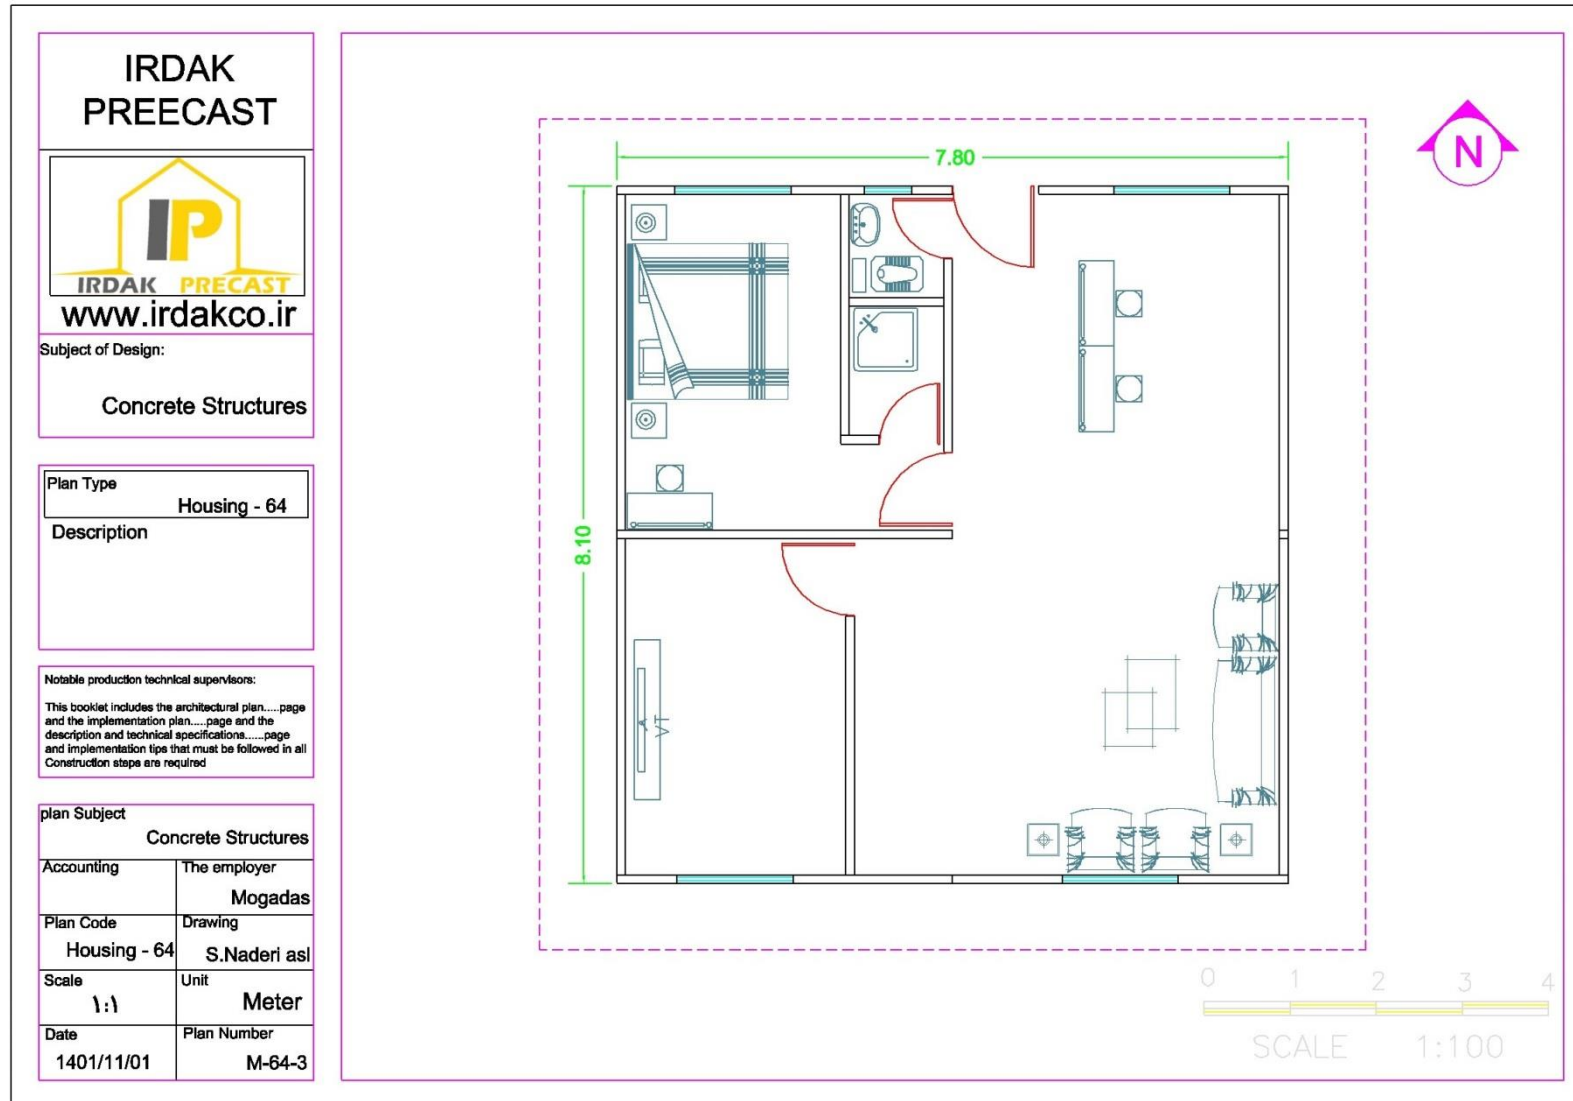 IRDAK
PREECAST
IP
IRDAK PRECAST
www.irdakco.ir
Subject of Design:
Concrete Structures
Plan Type
Housing - 64
Description
Notable production technical supervisors:
This booklet includes the architectural plan.....page
and the implementation plan.....page and the
description and technical specifications......page
and implementation tips that must be followed in all
Construction steps are required
plan Subject
Concrete Structures
Accounting
The employer
Mogadas
Plan Code
Housing - 64
Drawing
S.Naderi asl
Scale
۱:۱
Unit
Meter
Date
1401/11/01
Plan Number
M-64-3
7.80
8.10
VT
N
0 1 2 3 4
SCALE 1:100